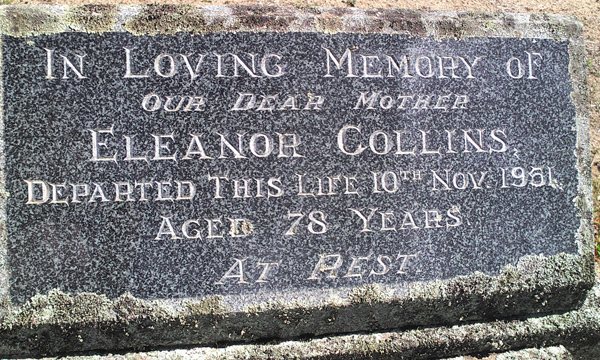 In Loving Memory of
Our Dear Mother
Eleanor Collins,
Departed This Life 10th Nov. 1951.
Aged 78 Years
At Rest.